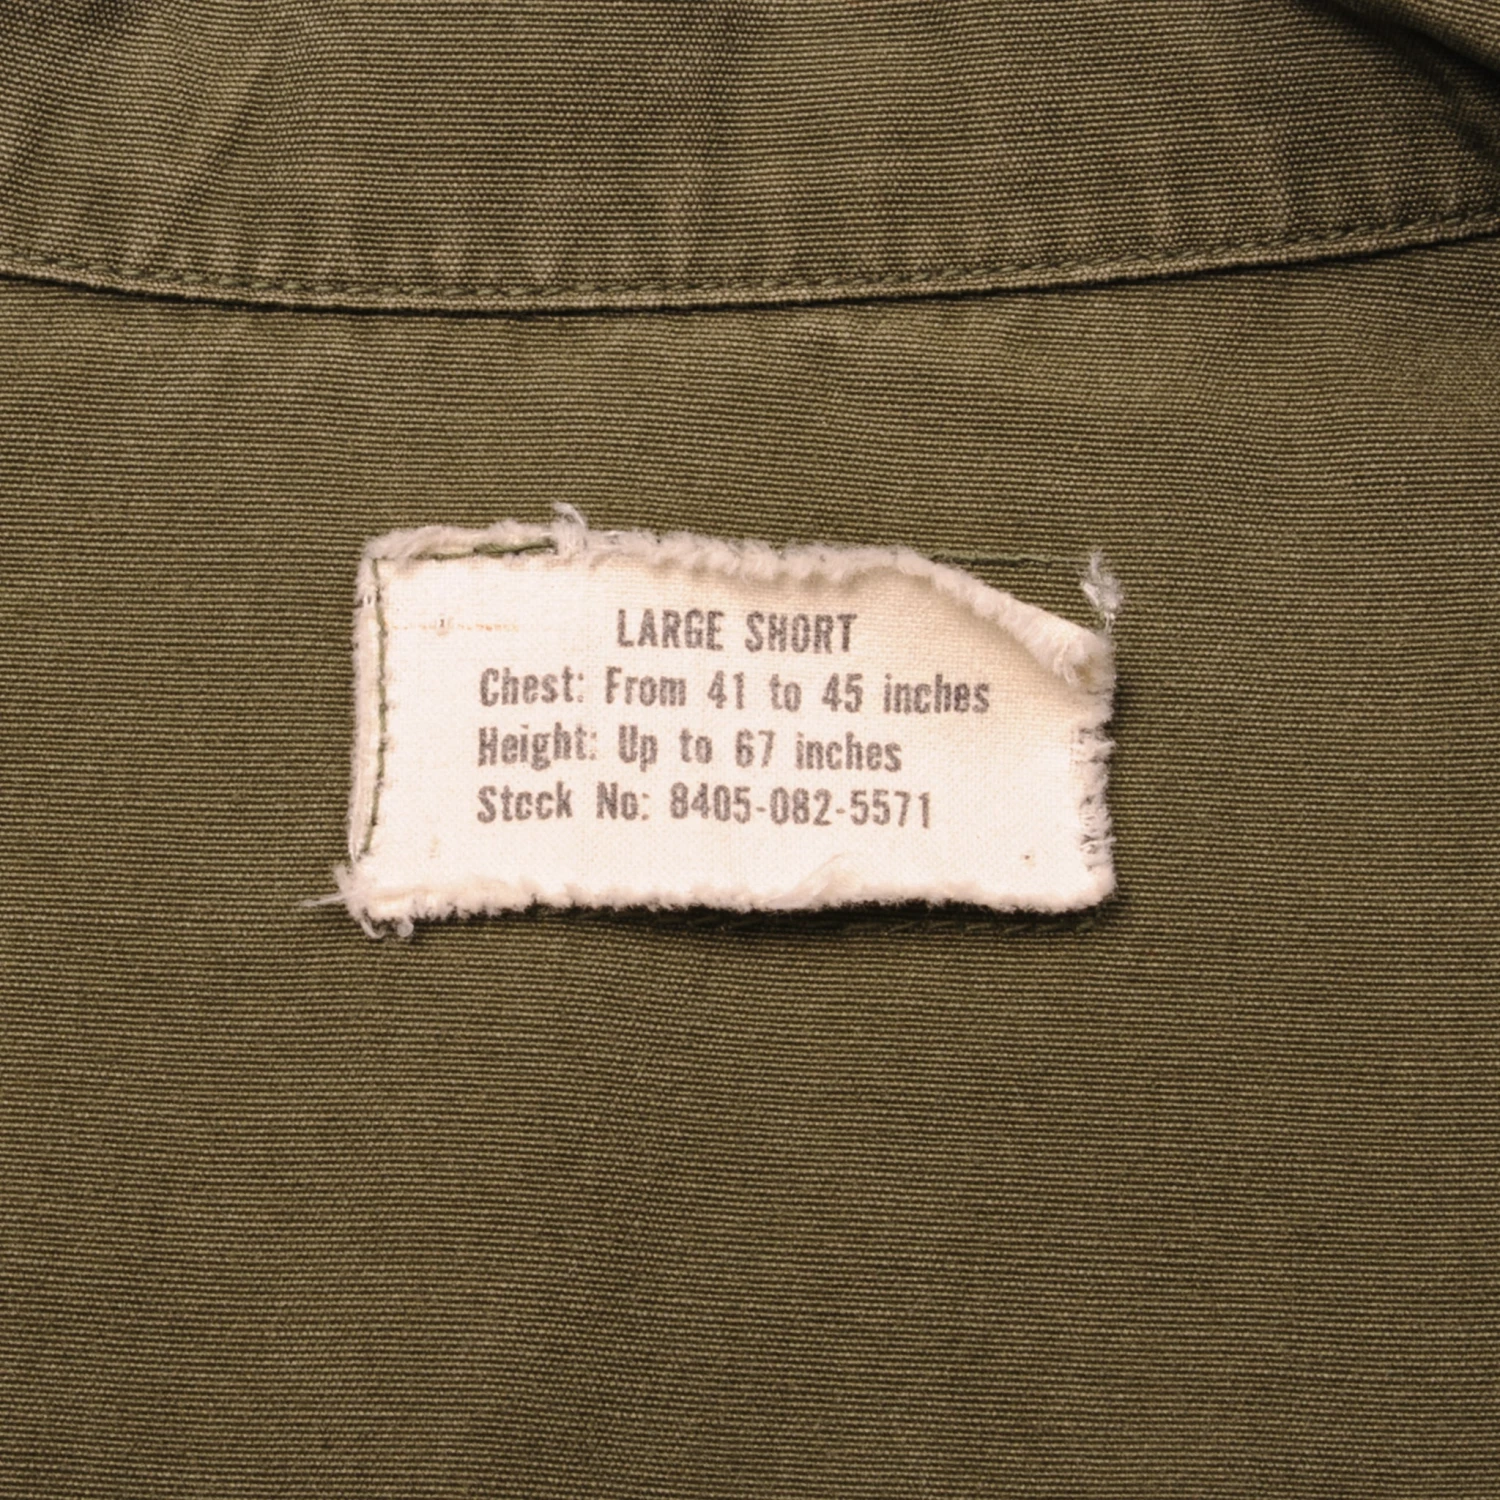 LARGE SHORT
Chest: From 41 to 45 inches
Height: Up to 67 inches
Stock No: 8405-082-5571